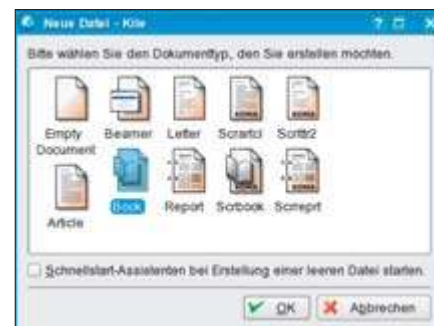 Neue Datei - Kile
Bitte wählen Sie den Dokumenttyp, den Sie erstellen möchten.
Empty Document
Beamer
Letter
Scrartcl
Scrlttr2
Article
Book
Report
Scrbook
Scrreprt
Schnellstart-Assistenten bei Erstellung einer leeren Datei starten.
OK
Abbrechen